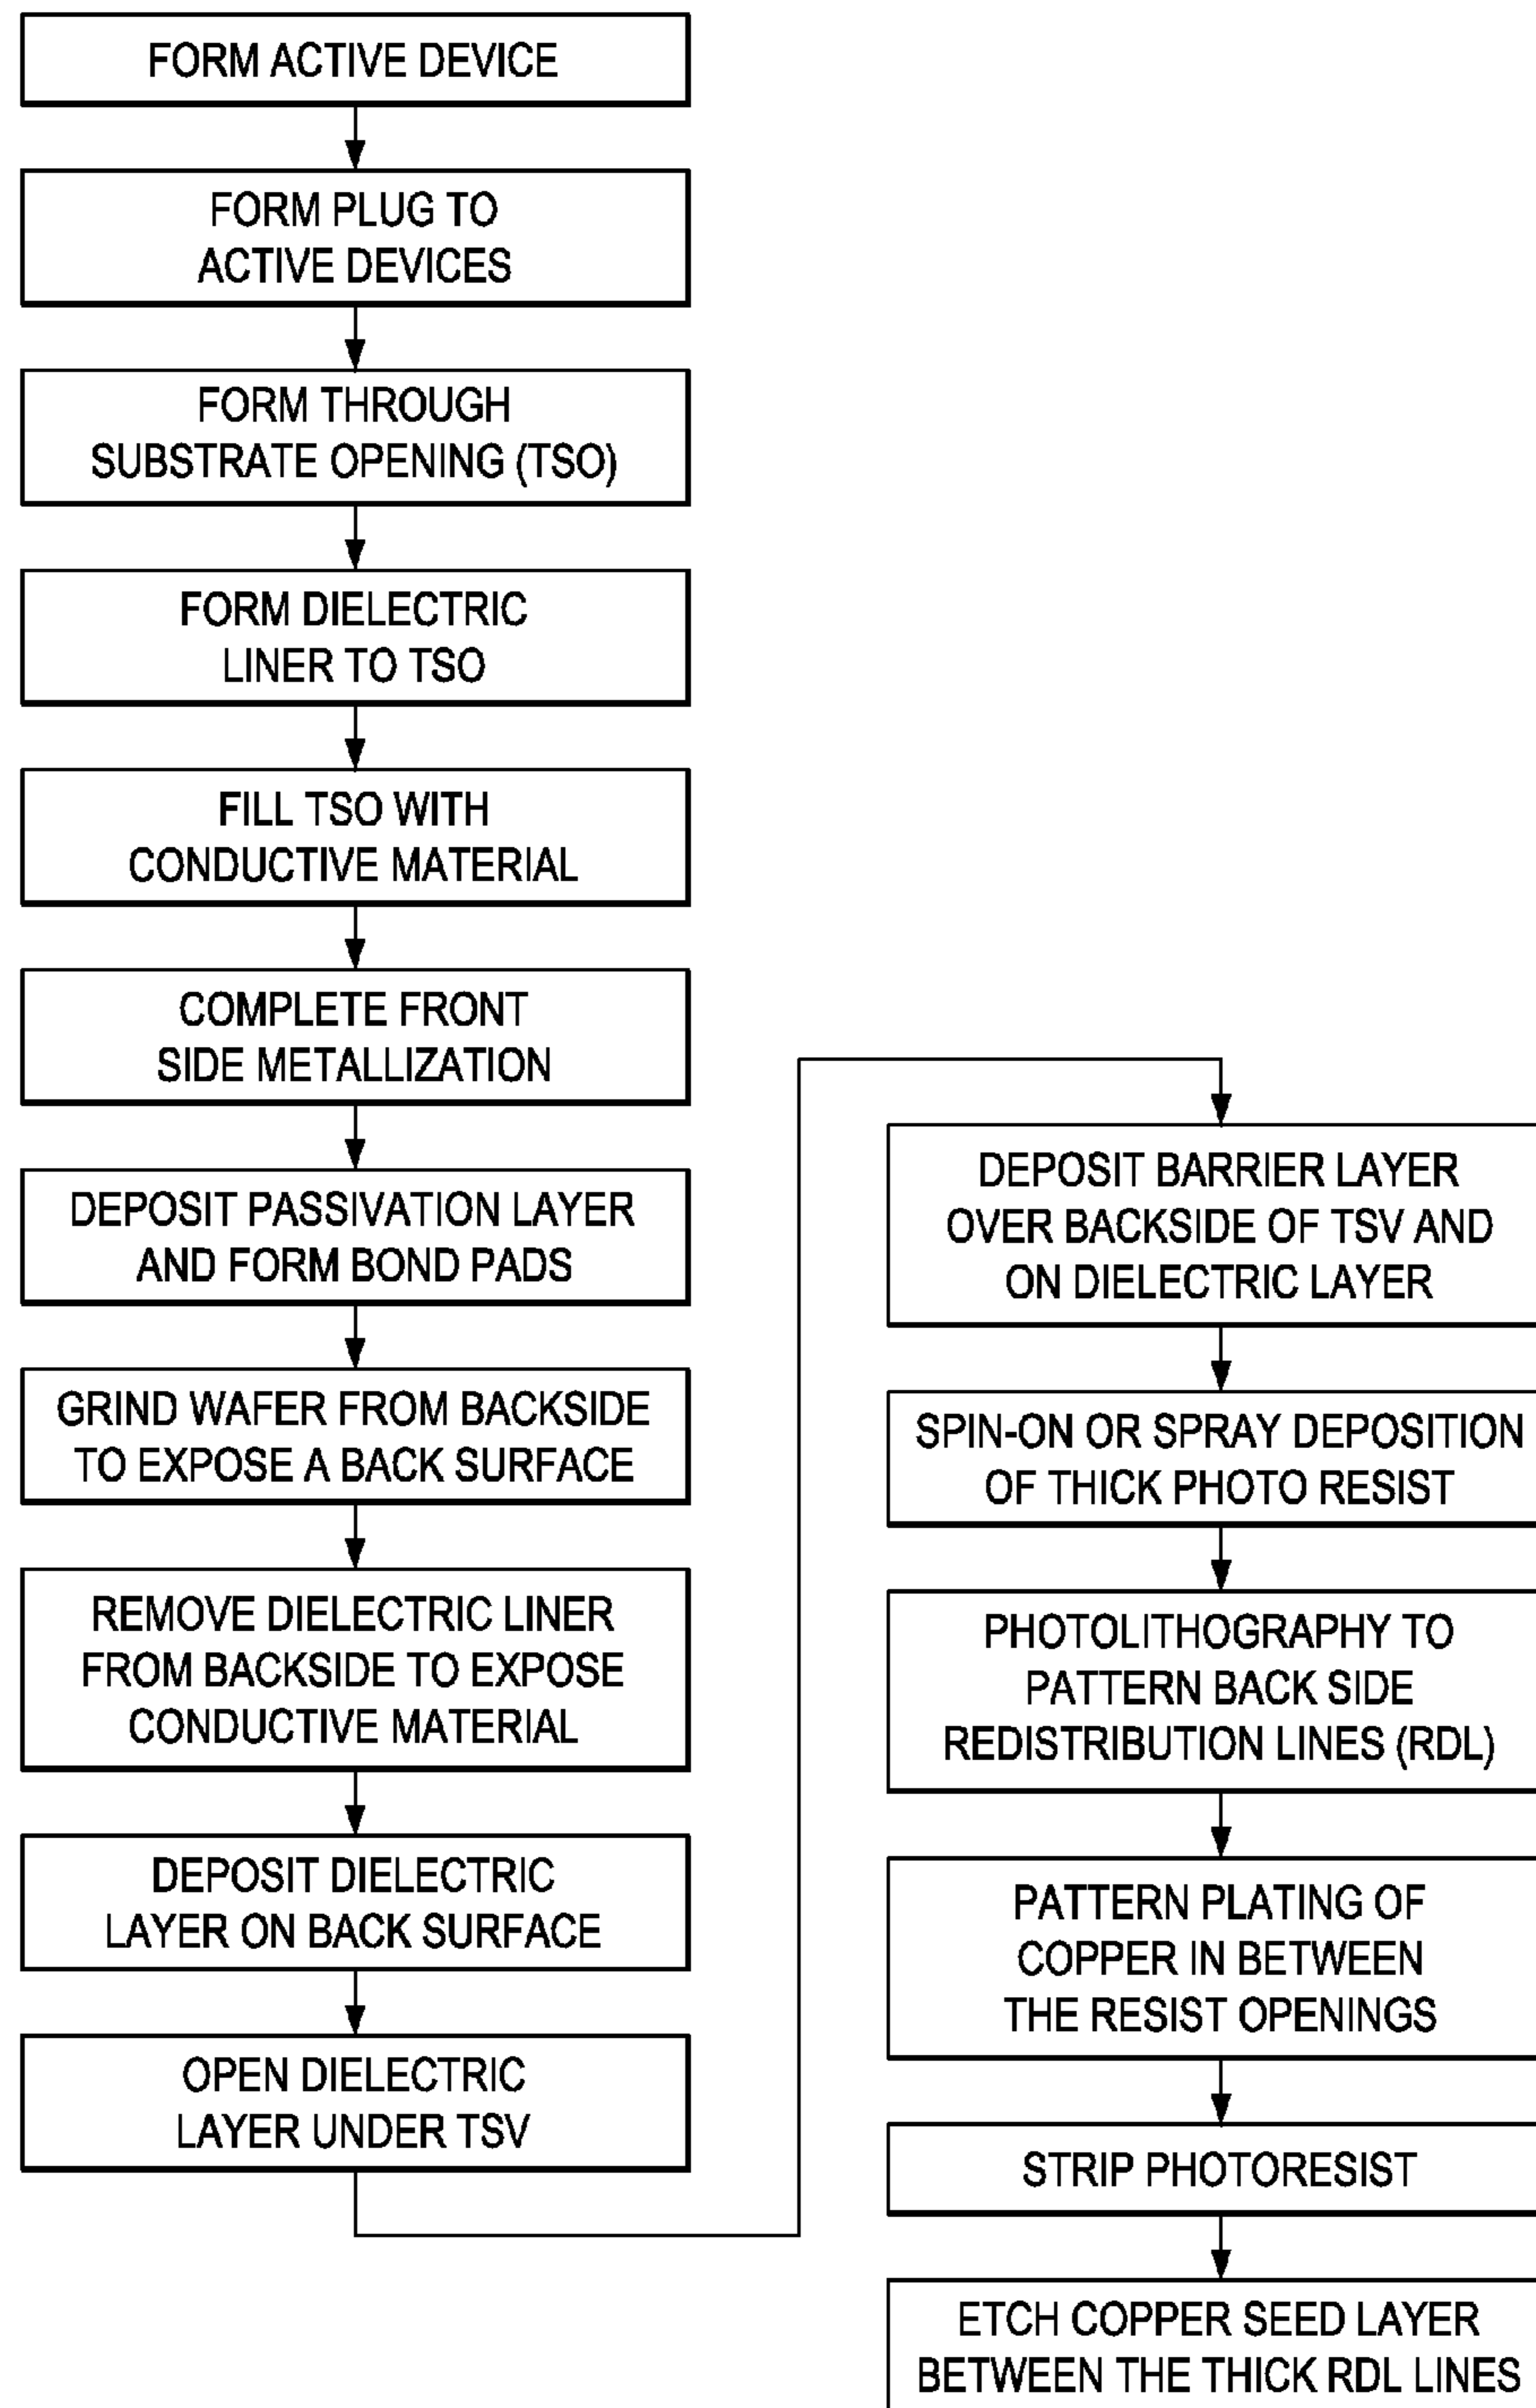 FORM ACTIVE DEVICE
FORM PLUG TO
ACTIVE DEVICES
FORM THROUGH
SUBSTRATE OPENING (TSO)
FORM DIELECTRIC
LINER TO TSO
FILL TSO WITH
CONDUCTIVE MATERIAL
COMPLETE FRONT
SIDE METALLIZATION
DEPOSIT PASSIVATION LAYER
AND FORM BOND PADS
GRIND WAFER FROM BACKSIDE
TO EXPOSE A BACK SURFACE
REMOVE DIELECTRIC LINER
FROM BACKSIDE TO EXPOSE
CONDUCTIVE MATERIAL
DEPOSIT DIELECTRIC
LAYER ON BACK SURFACE
OPEN DIELECTRIC
LAYER UNDER TSV
DEPOSIT BARRIER LAYER
OVER BACKSIDE OF TSV AND
ON DIELECTRIC LAYER
SPIN-ON OR SPRAY DEPOSITION
OF THICK PHOTO RESIST
PHOTOLITHOGRAPHY TO
PATTERN BACK SIDE
REDISTRIBUTION LINES (RDL)
PATTERN PLATING OF
COPPER IN BETWEEN
THE RESIST OPENINGS
STRIP PHOTORESIST
ETCH COPPER SEED LAYER
BETWEEN THE THICK RDL LINES